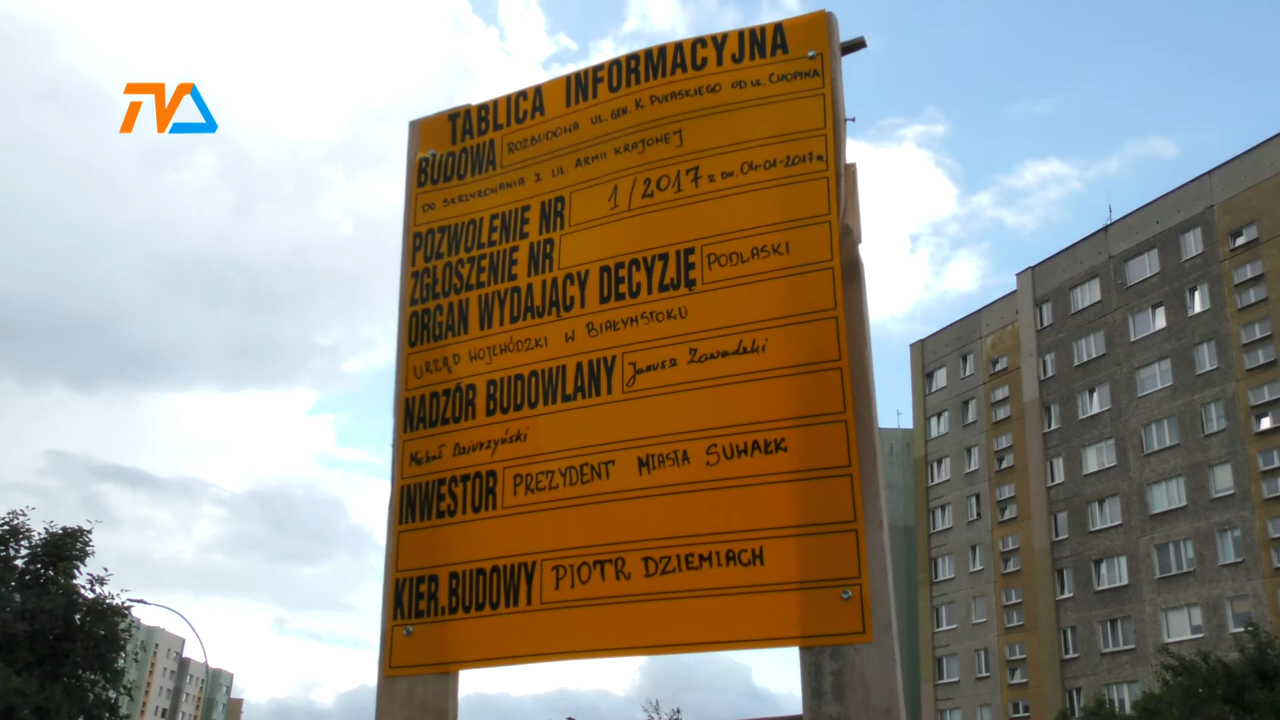 TVA
TABLICA INFORMACYJNA
BUDOWA ROZBUDOWA UL. GEN. K. PUŁASKIEGO OD UL. CHOPINA
DO SKRZYŻOWANIA Z UL. ARMII KRAJOWEJ
POZWOLENIE NR 1/2017 z DN. 04-01-2017 r.
ZGŁOSZENIE NR
ORGAN WYDAJĄCY DECYZJĘ PODLASKI
URZĄD WOJEWÓDZKI W BIAŁYMSTOKU
NADZÓR BUDOWLANY Janusz Zawadzki
Michał Dziurzyński
INWESTOR PREZYDENT MIASTA SUWAŁK
KIER.BUDOWY PIOTR DZIEMIACH